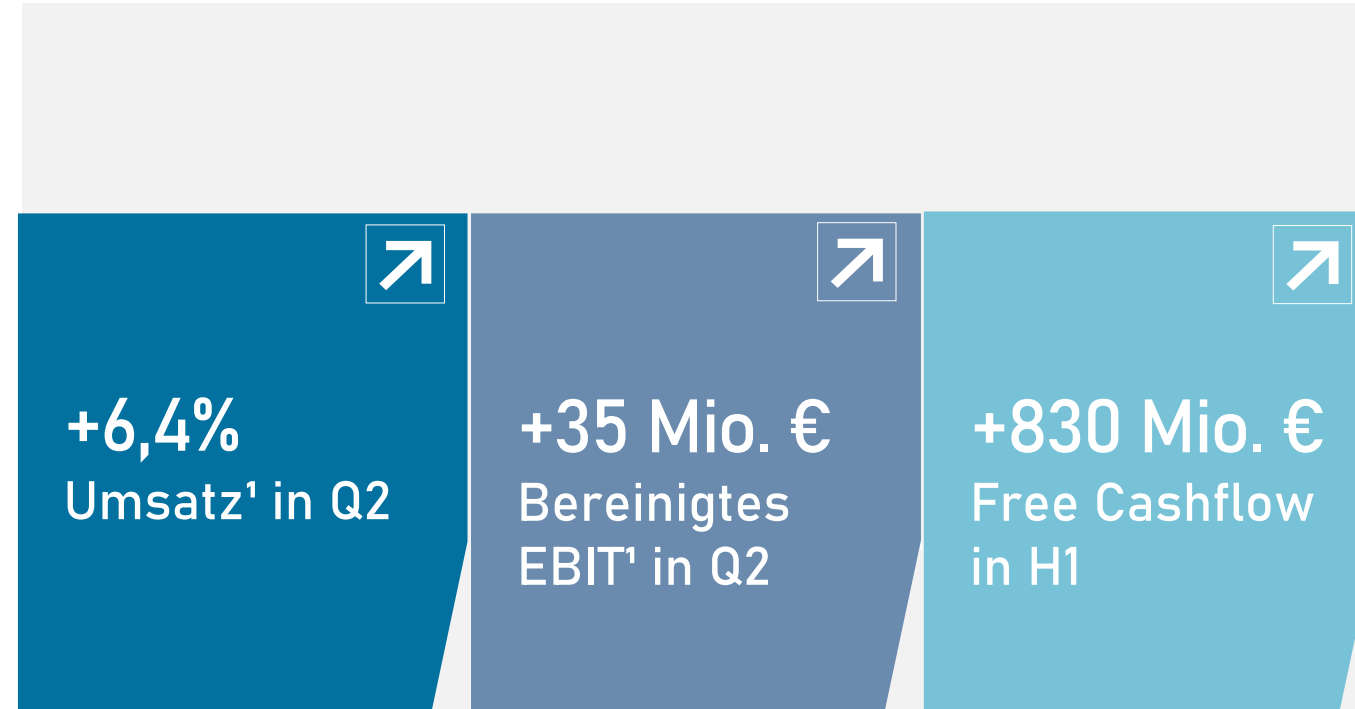 +6,4%
Umsatz¹ in Q2
+35 Mio. €
Bereinigtes
EBIT¹ in Q2
+830 Mio. €
Free Cashflow
in H1